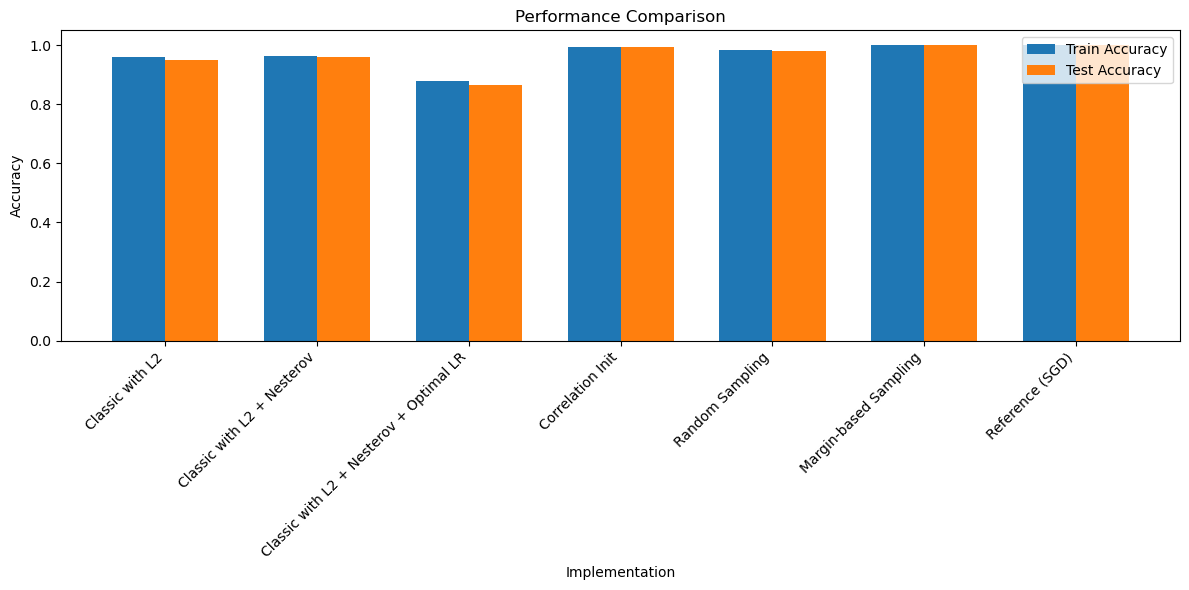 Performance Comparison
Train Accuracy
Test Accuracy
Accuracy
1.0
0.8
0.6
0.4
0.2
0.0
Classic with L2
Classic with L2 + Nesterov
Classic with L2 + Nesterov + Optimal LR
Correlation Init
Random Sampling
Margin-based Sampling
Reference (SGD)
Implementation